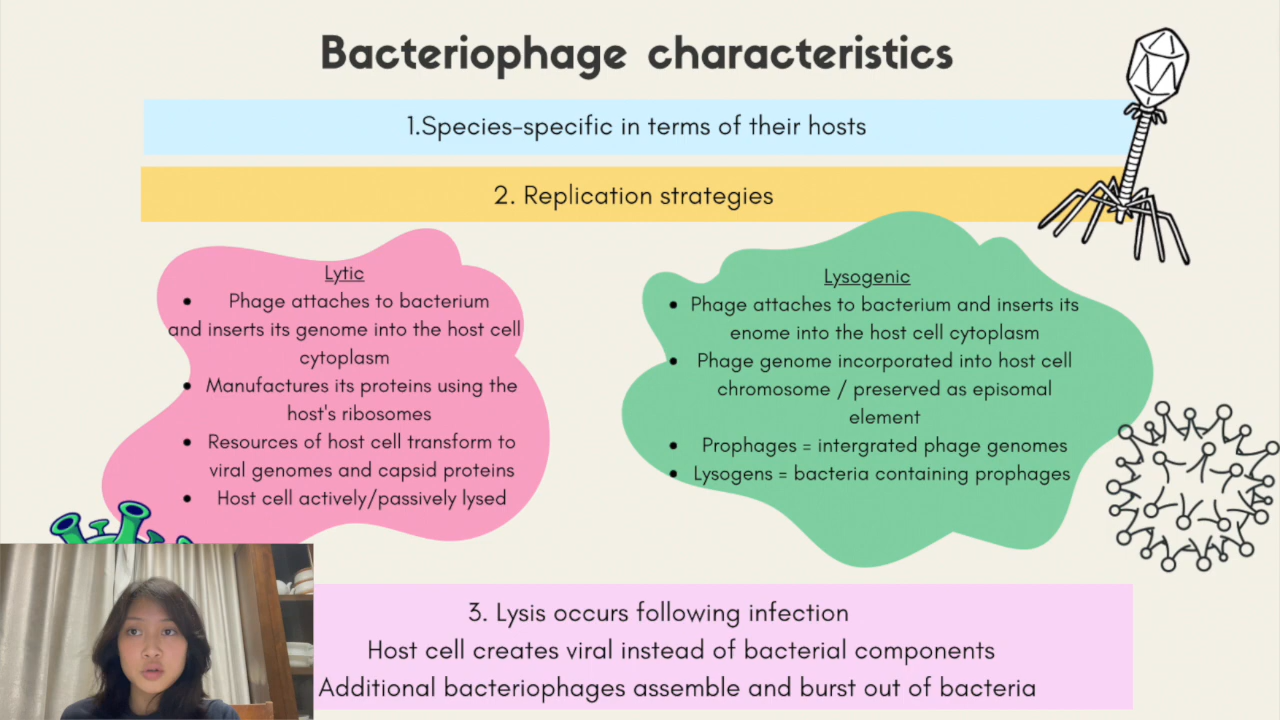 Bacteriophage characteristics
1.Species-specific in terms of their hosts
2. Replication strategies
Lytic
• Phage attaches to bacterium
and inserts its genome into the host cell
cytoplasm
• Manufactures its proteins using the
host's ribosomes
• Resources of host cell transform to
viral genomes and capsid proteins
• Host cell actively/passively lysed
Lysogenic
• Phage attaches to bacterium and inserts its
enome into the host cell cytoplasm
• Phage genome incorporated into host cell
chromosome / preserved as episomal
element
• Prophages = intergrated phage genomes
• Lysogens = bacteria containing prophages
3. Lysis occurs following infection
Host cell creates viral instead of bacterial components
Additional bacteriophages assemble and burst out of bacteria